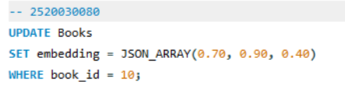 -- 2520030080
UPDATE Books
SET embedding = JSON_ARRAY(0.70, 0.90, 0.40)
WHERE book_id = 10;